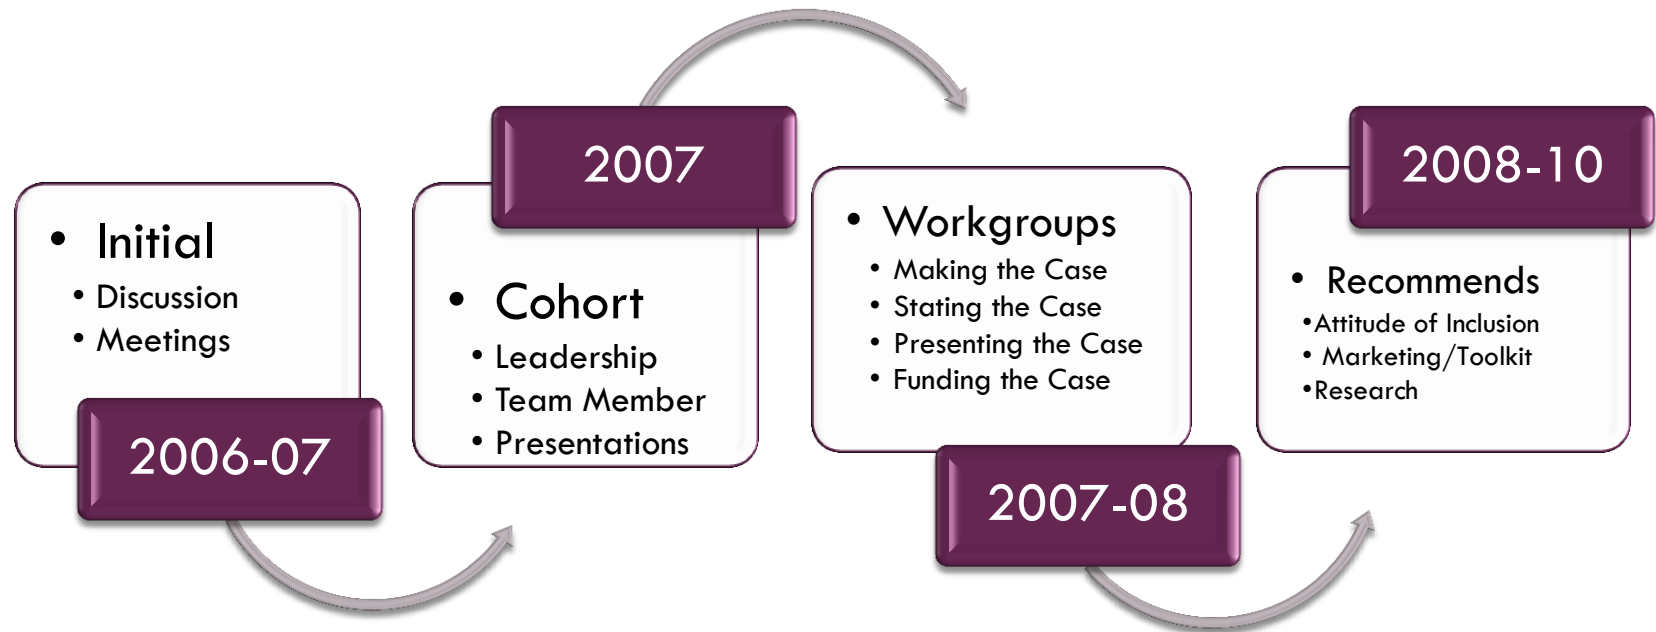 • Initial
• Discussion
• Meetings
2006-07
2007
• Cohort
• Leadership
• Team Member
• Presentations
• Workgroups
• Making the Case
• Stating the Case
• Presenting the Case
• Funding the Case
2007-08
2008-10
• Recommends
•Attitude of Inclusion
• Marketing/Toolkit
•Research